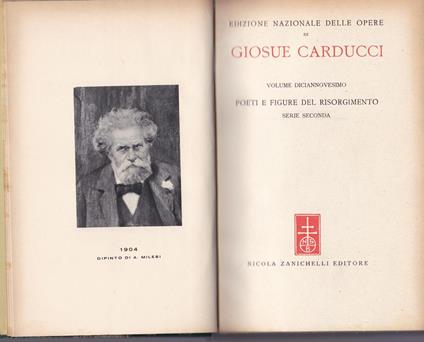 1904
DIPINTO DI A. MILESI
EDIZIONE NAZIONALE DELLE OPERE
DI
GIOSUE CARDUCCI
VOLUME DICIANNOVESIMO
POETI E FIGURE DEL RISORGIMENTO
SERIE SECONDA
NICOLA ZANICHELLI EDITORE